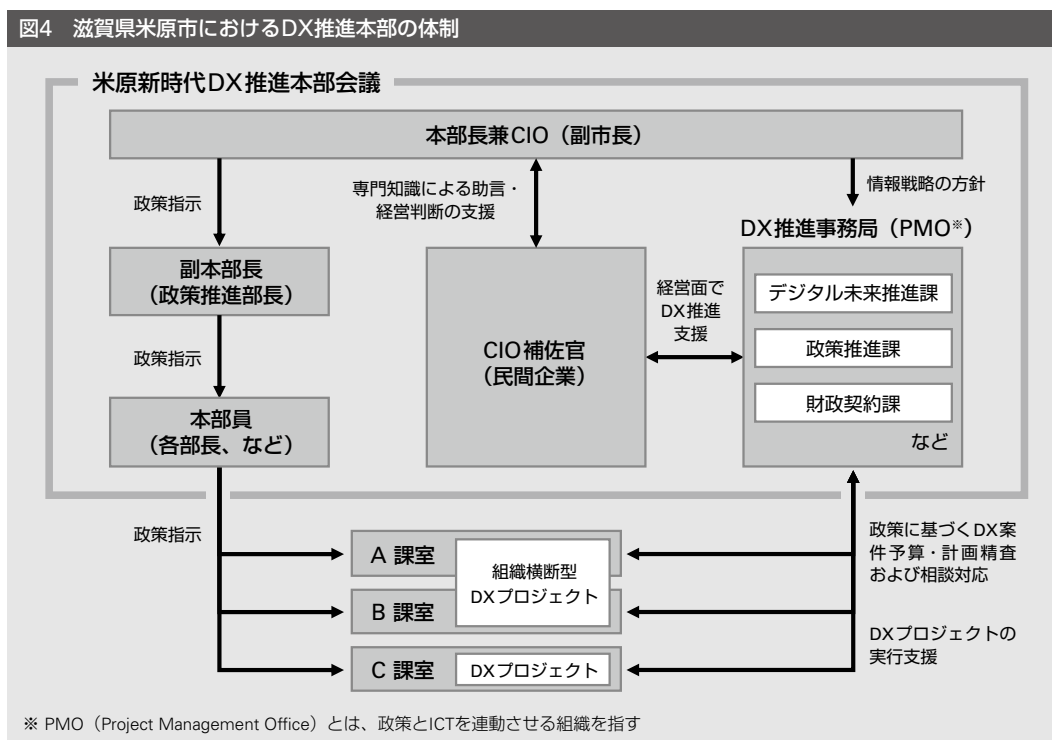 図4　滋賀県米原市におけるDX推進本部の体制
米原新時代DX推進本部会議
本部長兼CIO（副市長）
政策指示
専門知識による助言・
経営判断の支援
情報戦略の方針
副本部長
（政策推進部長）
政策指示
本部員
（各部長、など）
CIO補佐官
（民間企業）
経営面で
DX推進
支援
DX推進事務局（PMO※）
デジタル未来推進課
政策推進課
財政契約課
など
政策指示
A 課室
B 課室
組織横断型
DXプロジェクト
C 課室
DXプロジェクト
政策に基づくDX案
件予算・計画精査
および相談対応
DXプロジェクトの
実行支援
※ PMO（Project Management Office）とは、政策とICTを連動させる組織を指す